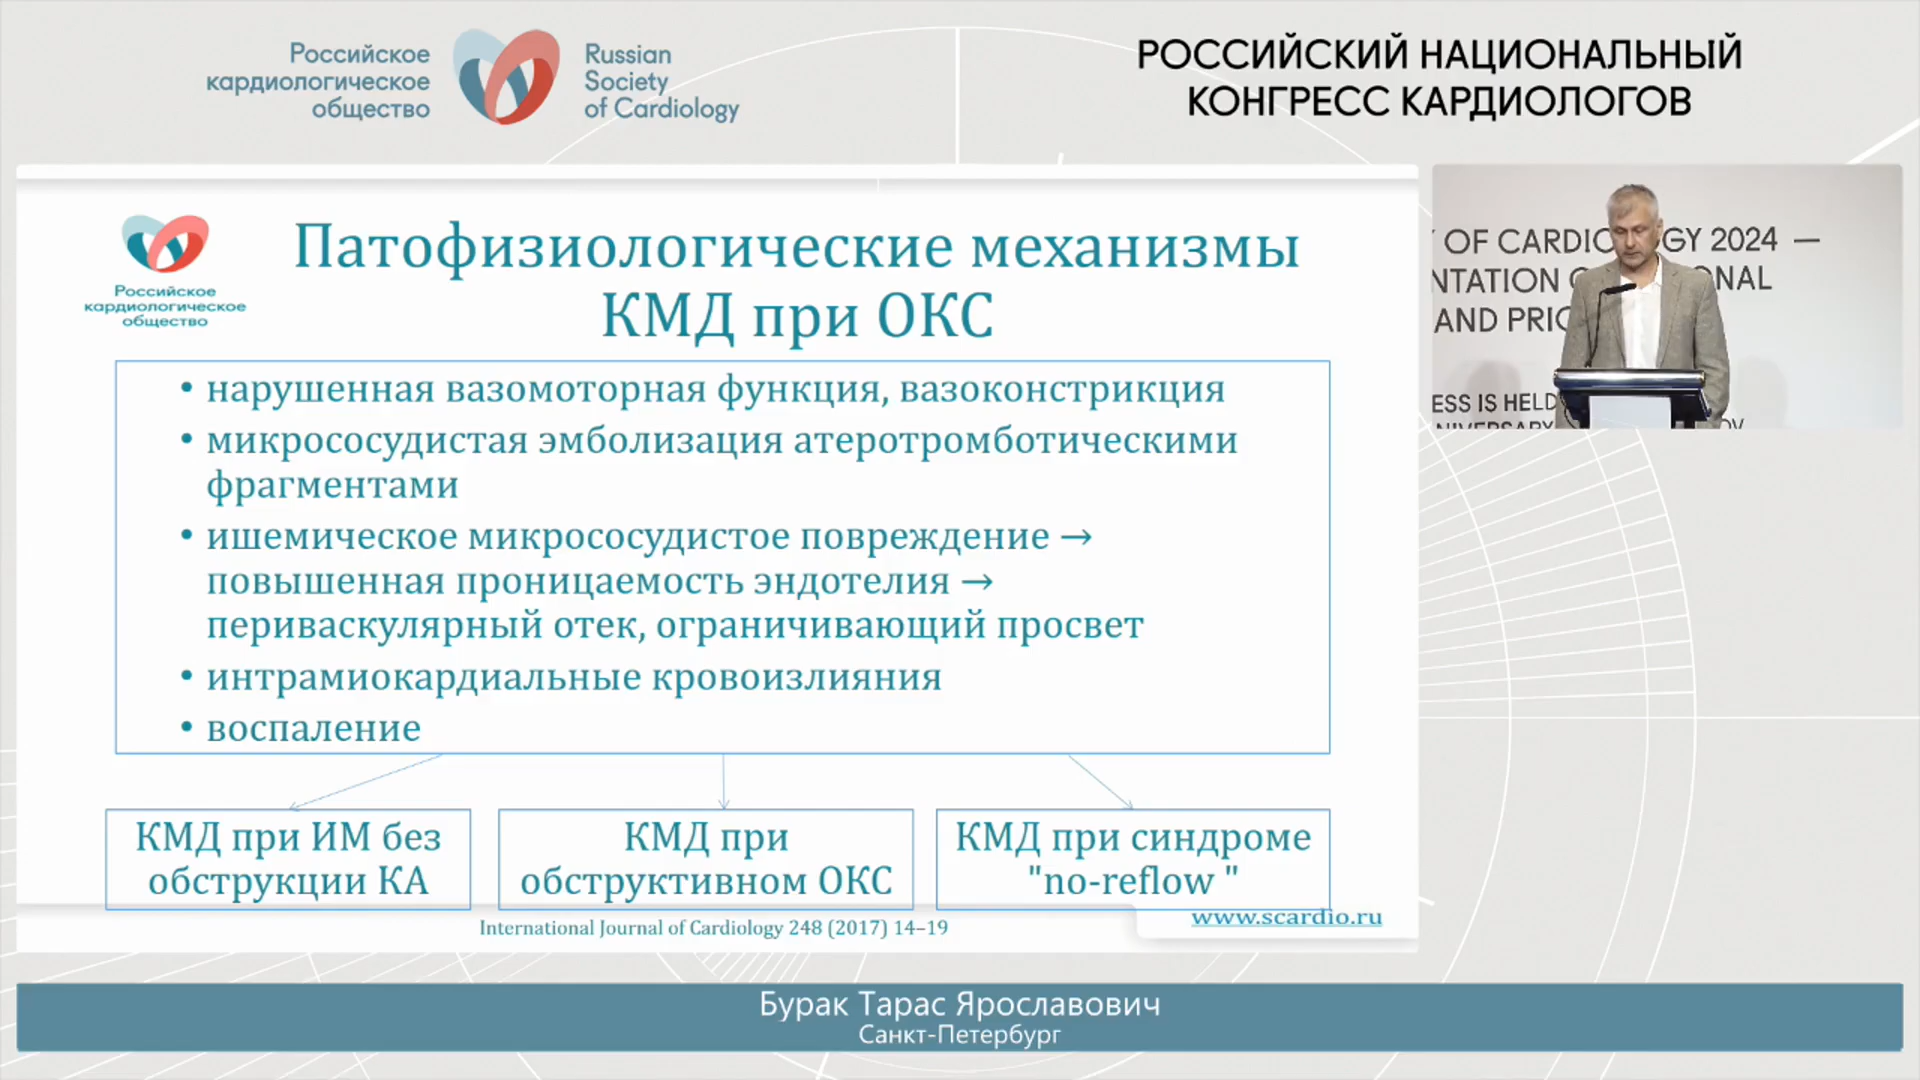 Российское
кардиологическое
общество
Russian
Society
of Cardiology
РОССИЙСКИЙ НАЦИОНАЛЬНЫЙ
КОНГРЕСС КАРДИОЛОГОВ
Российское
кардиологическое
общество
Патофизиологические механизмы
КМД при ОКС
• нарушенная вазомоторная функция, вазоконстрикция
• микрососудистая эмболизация атеротромботическими
фрагментами
• ишемическое микрососудистое повреждение →
повышенная проницаемость эндотелия →
периваскулярный отек, ограничивающий просвет
• интрамиокардиальные кровоизлияния
• воспаление
КМД при ИМ без
обструкции КА
КМД при
обструктивном ОКС
КМД при синдроме
"no-reflow "
International Journal of Cardiology 248 (2017) 14–19
www.scardio.ru
OF CARDIO GY 2024 —
NTATION NAL
AND PRIO
ESS IS HELD
Бурак Тарас Ярославович
Санкт-Петербург